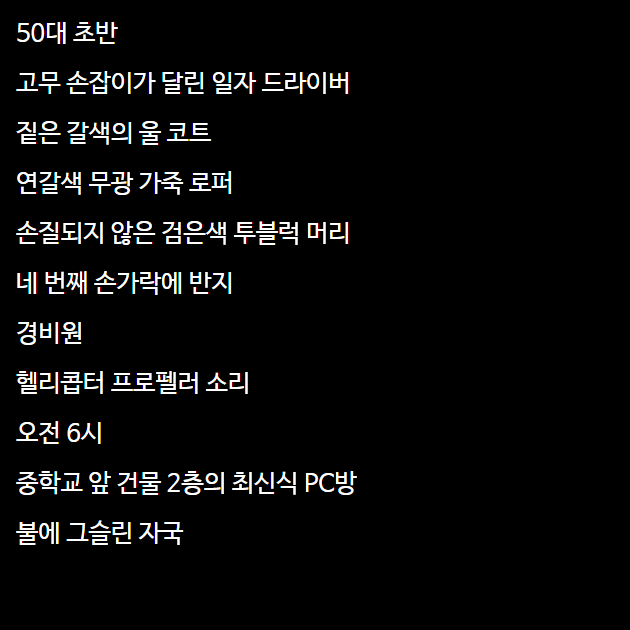 50대 초반
고무 손잡이가 달린 일자 드라이버
짙은 갈색의 울 코트
연갈색 무광 가죽 로퍼
손질되지 않은 검은색 투블럭 머리
네 번째 손가락에 반지
경비원
헬리콥터 프로펠러 소리
오전 6시
중학교 앞 건물 2층의 최신식 PC방
불에 그슬린 자국